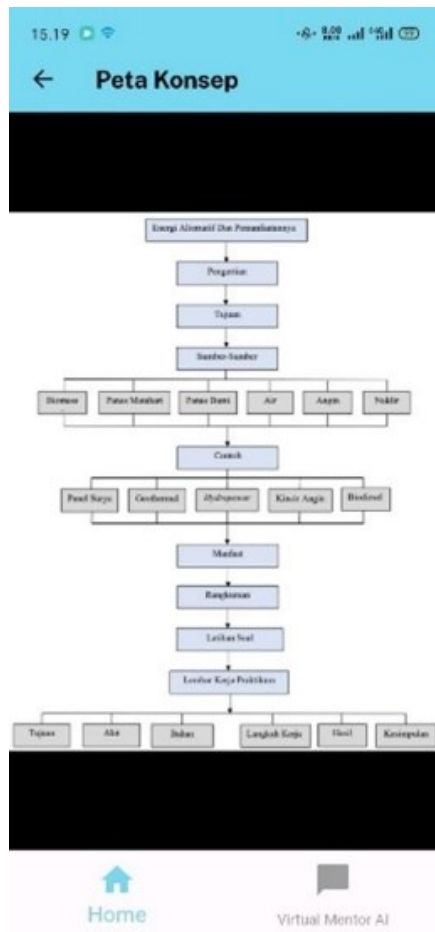 15.19
Peta Konsep
Energi Alternatif Dan Pemanfaatannya
Pengertian
Tujuan
Sumber-Sumber
Biomasa Panas Matahari Panas Bumi Air Angin Nuklir
Contoh
Panel Surya Geothermal Hydropower Kincir Angin Biodiesel
Manfaat
Rangkuman
Latihan Soal
Lembar Kerja Praktikum
Tujuan Alat Bahan Langkah Kerja Hasil Kesimpulan
Home Virtual Mentor AI